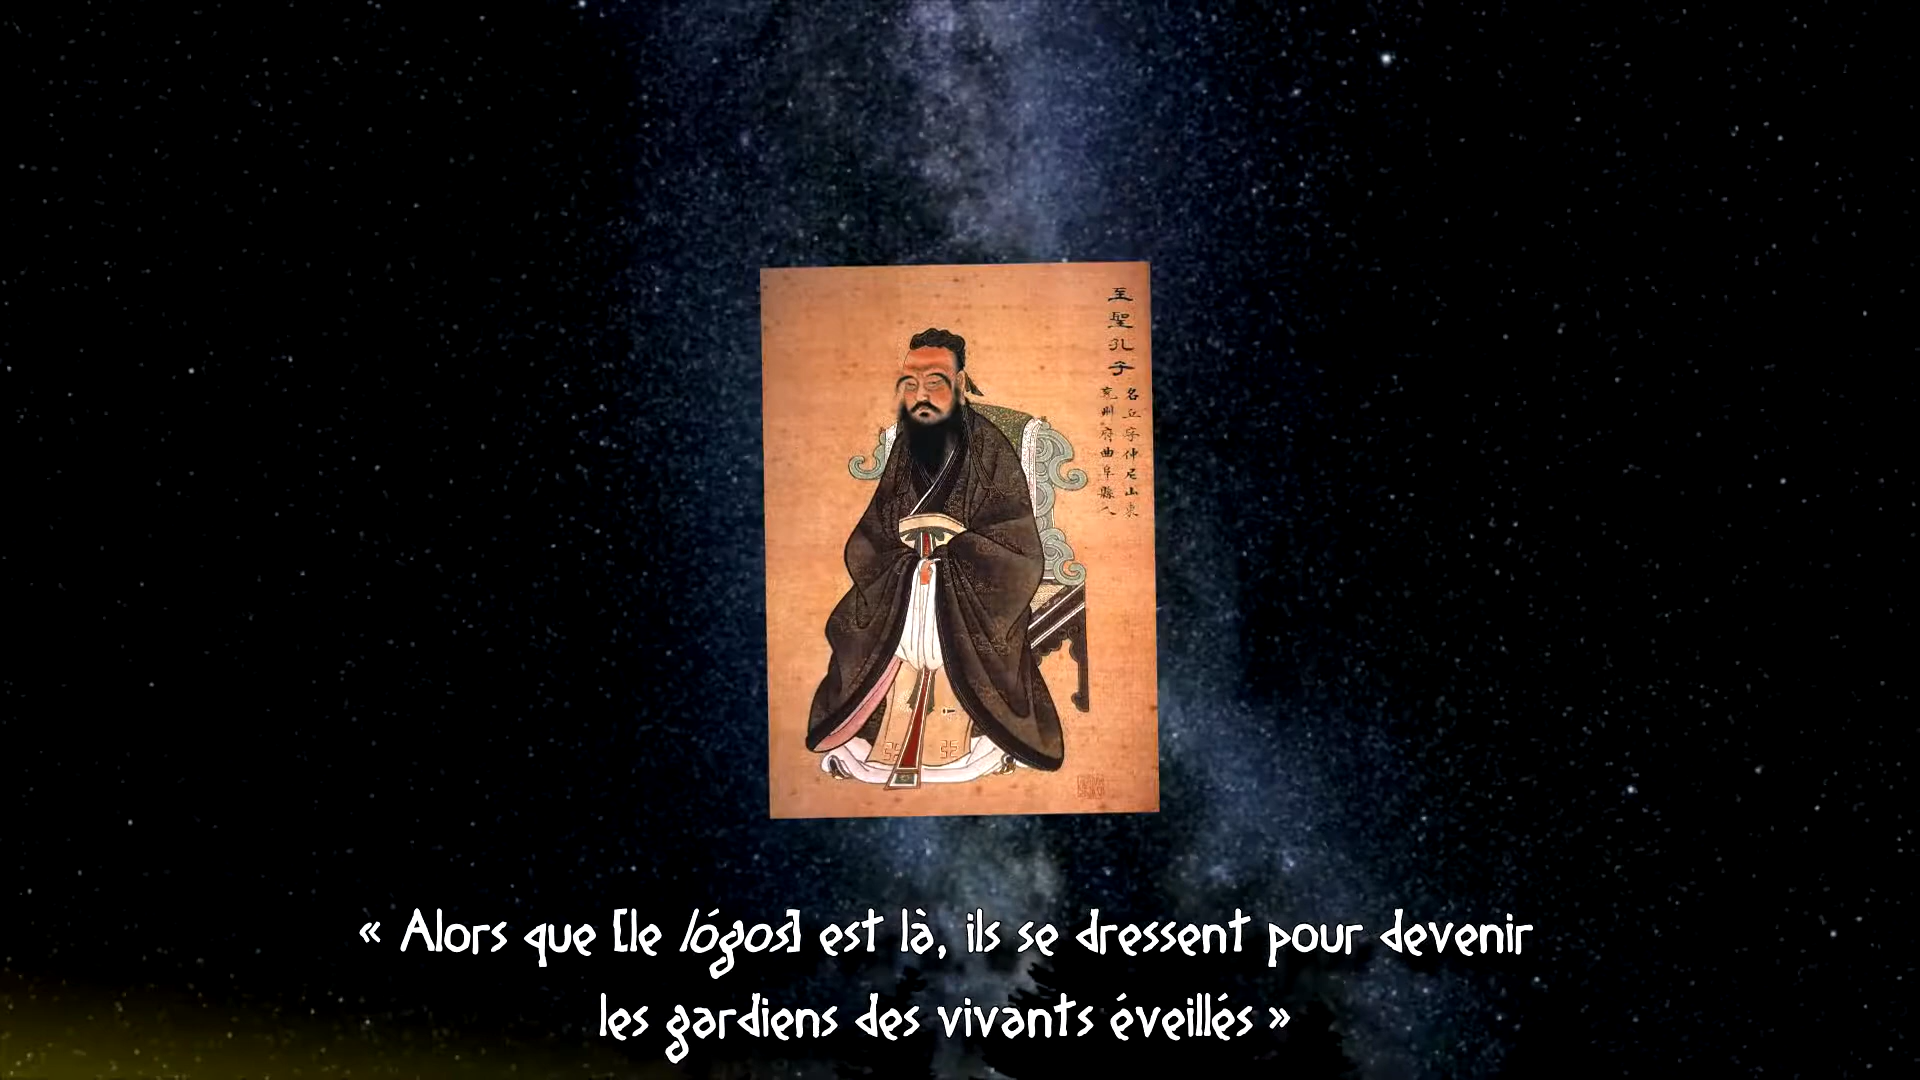 至聖孔子
名丘字仲尼山東
兗州府曲阜縣人
« Alors que [le lógos] est là, ils se dressent pour devenir
les gardiens des vivants éveillés »